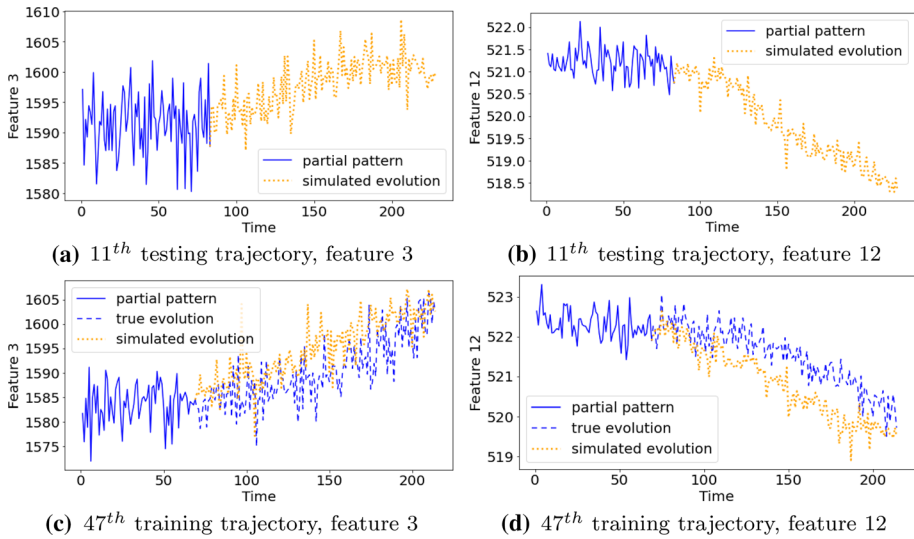 1610
1605
1600
1595
1590
1585
1580
Feature 3
partial pattern
simulated evolution
0 50 100 150 200
Time
(a) 11th testing trajectory, feature 3
522.0
521.5
521.0
520.5
520.0
519.5
519.0
518.5
Feature 12
partial pattern
simulated evolution
0 50 100 150 200
Time
(b) 11th testing trajectory, feature 12
1605
1600
1595
1590
1585
1580
1575
Feature 3
partial pattern
true evolution
simulated evolution
0 50 100 150 200
Time
(c) 47th training trajectory, feature 3
523
522
521
520
519
Feature 12
partial pattern
true evolution
simulated evolution
0 50 100 150 200
Time
(d) 47th training trajectory, feature 12